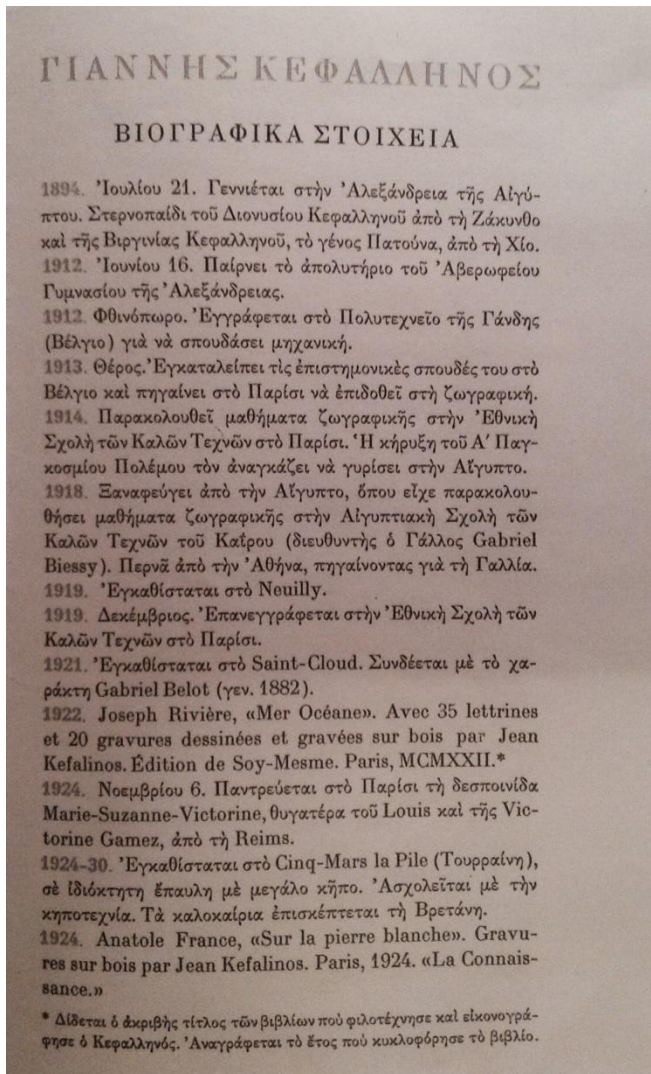 ΓΙΑΝΝΗΣ ΚΕΦΑΛΛΗΝΟΣ
ΒΙΟΓΡΑΦΙΚΑ ΣΤΟΙΧΕΙΑ
1894. Ἰουλίου 21. Γεννιέται στὴν Ἀλεξάνδρεια τῆς Αἰγύ-
πτου. Στερνοπαίδι τοῦ Διονυσίου Κεφαλληνοῦ ἀπὸ τὴ Ζάκυνθο
καὶ τῆς Βιργινίας Κεφαλληνοῦ, τὸ γένος Πατούνα, ἀπὸ τὴ Χίο.
1912. Ἰουνίου 16. Παίρνει τὸ ἀπολυτήριο τοῦ Ἀβερωφείου
Γυμνασίου τῆς Ἀλεξάνδρειας.
1912. Φθινόπωρο. Ἐγγράφεται στὸ Πολυτεχνεῖο τῆς Γάνδης
(Βέλγιο) γιὰ νὰ σπουδάσει μηχανική.
1913. Θέρος. Ἐγκαταλείπει τὶς ἐπιστημονικὲς σπουδές του στὸ
Βέλγιο καὶ πηγαίνει στὸ Παρίσι νὰ ἐπιδοθεῖ στὴ ζωγραφική.
1914. Παρακολουθεῖ μαθήματα ζωγραφικῆς στὴν Ἐθνικὴ
Σχολὴ τῶν Καλῶν Τεχνῶν στὸ Παρίσι. Ἡ κήρυξη τοῦ Α΄ Παγ-
κοσμίου Πολέμου τὸν ἀναγκάζει νὰ γυρίσει στὴν Αἴγυπτο.
1918. Ξαναφεύγει ἀπὸ τὴν Αἴγυπτο, ὅπου εἶχε παρακολου-
θήσει μαθήματα ζωγραφικῆς στὴν Αἰγυπτιακὴ Σχολὴ τῶν
Καλῶν Τεχνῶν τοῦ Καΐρου (διευθυντὴς ὁ Γάλλος Gabriel
Biessy). Περνᾶ ἀπὸ τὴν Ἀθήνα, πηγαίνοντας γιὰ τὴ Γαλλία.
1919. Ἐγκαθίσταται στὸ Neuilly.
1919. Δεκέμβριος. Ἐπανεγγράφεται στὴν Ἐθνικὴ Σχολὴ τῶν
Καλῶν Τεχνῶν στὸ Παρίσι.
1921. Ἐγκαθίσταται στὸ Saint-Cloud. Συνδέεται μὲ τὸ χα-
ράκτη Gabriel Belot (γεν. 1882).
1922. Joseph Rivière, «Mer Océane». Avec 35 lettrines
et 20 gravures dessinées et gravées sur bois par Jean
Kefalinos. Édition de Soy-Mesme. Paris, MCMXXII.*
1924. Νοεμβρίου 6. Παντρεύεται στὸ Παρίσι τὴ δεσποινίδα
Marie-Suzanne-Victorine, θυγατέρα τοῦ Louis καὶ τῆς Vic-
torine Gamez, ἀπὸ τὴ Reims.
1924-30. Ἐγκαθίσταται στὸ Cinq-Mars la Pile (Τουρραίνη),
σὲ ἰδιόκτητη ἔπαυλη μὲ μεγάλο κῆπο. Ἀσχολεῖται μὲ τὴν
κηποτεχνία. Τὰ καλοκαίρια ἐπισκέπτεται τὴ Βρετάνη.
1924. Anatole France, «Sur la pierre blanche». Gravu-
res sur bois par Jean Kefalinos. Paris, 1924. «La Connais-
sance.»
* Δίδεται ὁ ἀκριβὴς τίτλος τῶν βιβλίων ποὺ φιλοτέχνησε καὶ εἰκονογρά-
φησε ὁ Κεφαλληνός. Ἀναγράφεται τὸ ἔτος ποὺ κυκλοφόρησε τὸ βιβλίο.